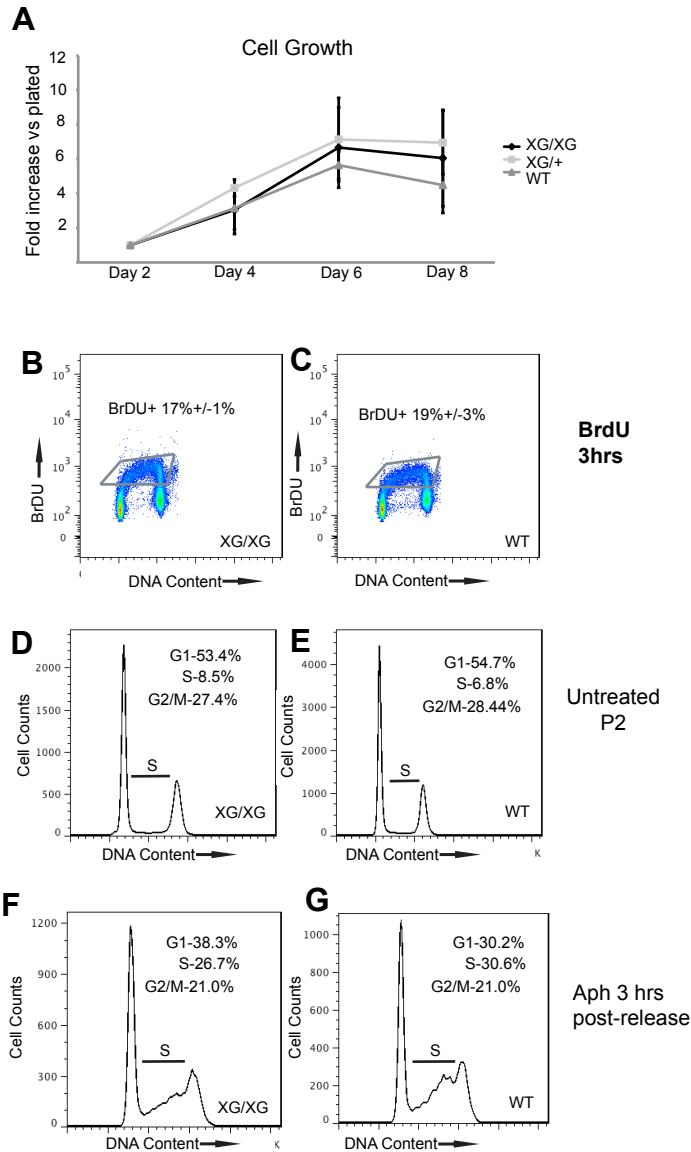 A
Cell Growth
Fold increase vs plated
12
10
8
6
4
2
Day 2
Day 4
Day 6
Day 8
XG/XG
XG/+
WT
B
BrDU
10^5
10^4
10^3
10^2
0
BrDU+ 17%+/-1%
XG/XG
DNA Content
C
BrDU
10^5
10^4
10^3
10^2
0
BrDU+ 19%+/-3%
WT
DNA Content
BrdU
3hrs
D
Cell Counts
2000
1500
1000
500
0
G1-53.4%
S-8.5%
G2/M-27.4%
S
XG/XG
DNA Content
E
Cell Counts
4000
3000
2000
1000
0
G1-54.7%
S-6.8%
G2/M-28.44%
S
WT
DNA Content
K
Untreated
P2
F
Cell Counts
1200
900
600
300
0
G1-38.3%
S-26.7%
G2/M-21.0%
S
XG/XG
DNA Content
K
G
Cell Counts
1000
800
600
400
200
0
G1-30.2%
S-30.6%
G2/M-21.0%
S
WT
DNA Content
Aph 3 hrs
post-release